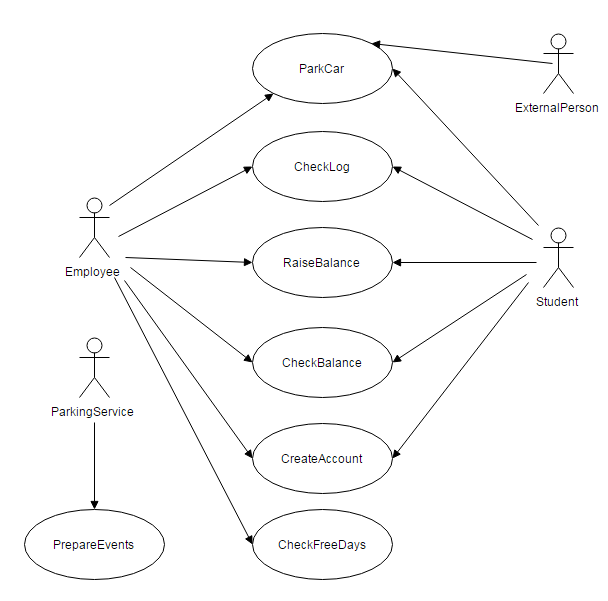 ParkCar
ExternalPerson
CheckLog
RaiseBalance
Employee
Student
CheckBalance
ParkingService
CreateAccount
PrepareEvents
CheckFreeDays